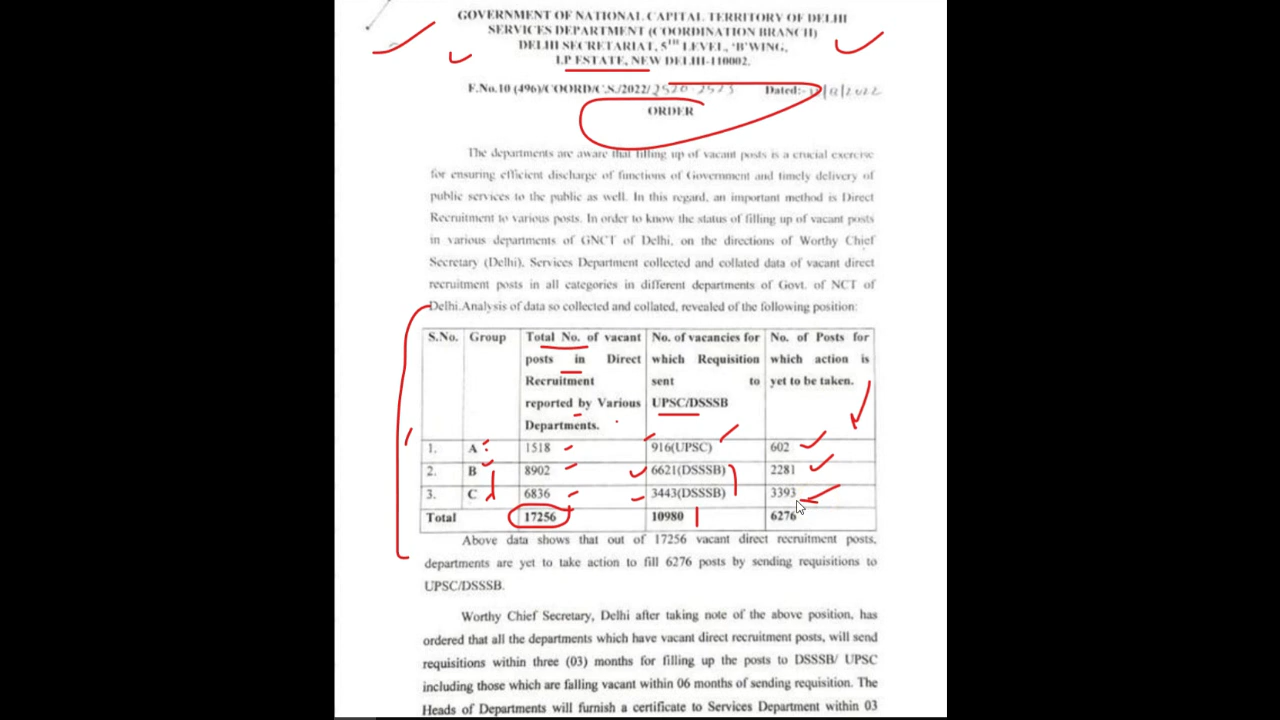 GOVERNMENT OF NATIONAL CAPITAL TERRITORY OF DELHI
SERVICES DEPARTMENT (COORDINATION BRANCH)
DELHI SECRETARIAT, 5TH LEVEL, 'B'WING,
I.P ESTATE, NEW DELHI-110002.
F.No.10 (496)/COORD/C.S./2022/2520-2523 Dated:- /8/2022
ORDER
The departments are aware that filling up of vacant posts is a crucial exercise
for ensuring efficient discharge of functions of Government and timely delivery of
public services to the public as well. In this regard, an important method is Direct
Recruitment to various posts. In order to know the status of filling up of vacant posts
in various departments of GNCT of Delhi, on the directions of Worthy Chief
Secretary (Delhi), Services Department collected and collated data of vacant direct
recruitment posts in all categories in different departments of Govt. of NCT of
Delhi.Analysis of data so collected and collated, revealed of the following position:
S.No. Group Total No. of vacant No. of vacancies for No. of Posts for
posts in Direct which Requisition which action is
Recruitment sent to yet to be taken.
reported by Various UPSC/DSSSB
Departments.
1. A 1518 916(UPSC) 602
2. B 8902 6621(DSSSB) 2281
3. C 6836 3443(DSSSB) 3393
Total 17256 10980 6276
Above data shows that out of 17256 vacant direct recruitment posts,
departments are yet to take action to fill 6276 posts by sending requisitions to
UPSC/DSSSB.
Worthy Chief Secretary, Delhi after taking note of the above position, has
ordered that all the departments which have vacant direct recruitment posts, will send
requisitions within three (03) months for filling up the posts to DSSSB/ UPSC
including those which are falling vacant within 06 months of sending requisition. The
Heads of Departments will furnish a certificate to Services Department within 03